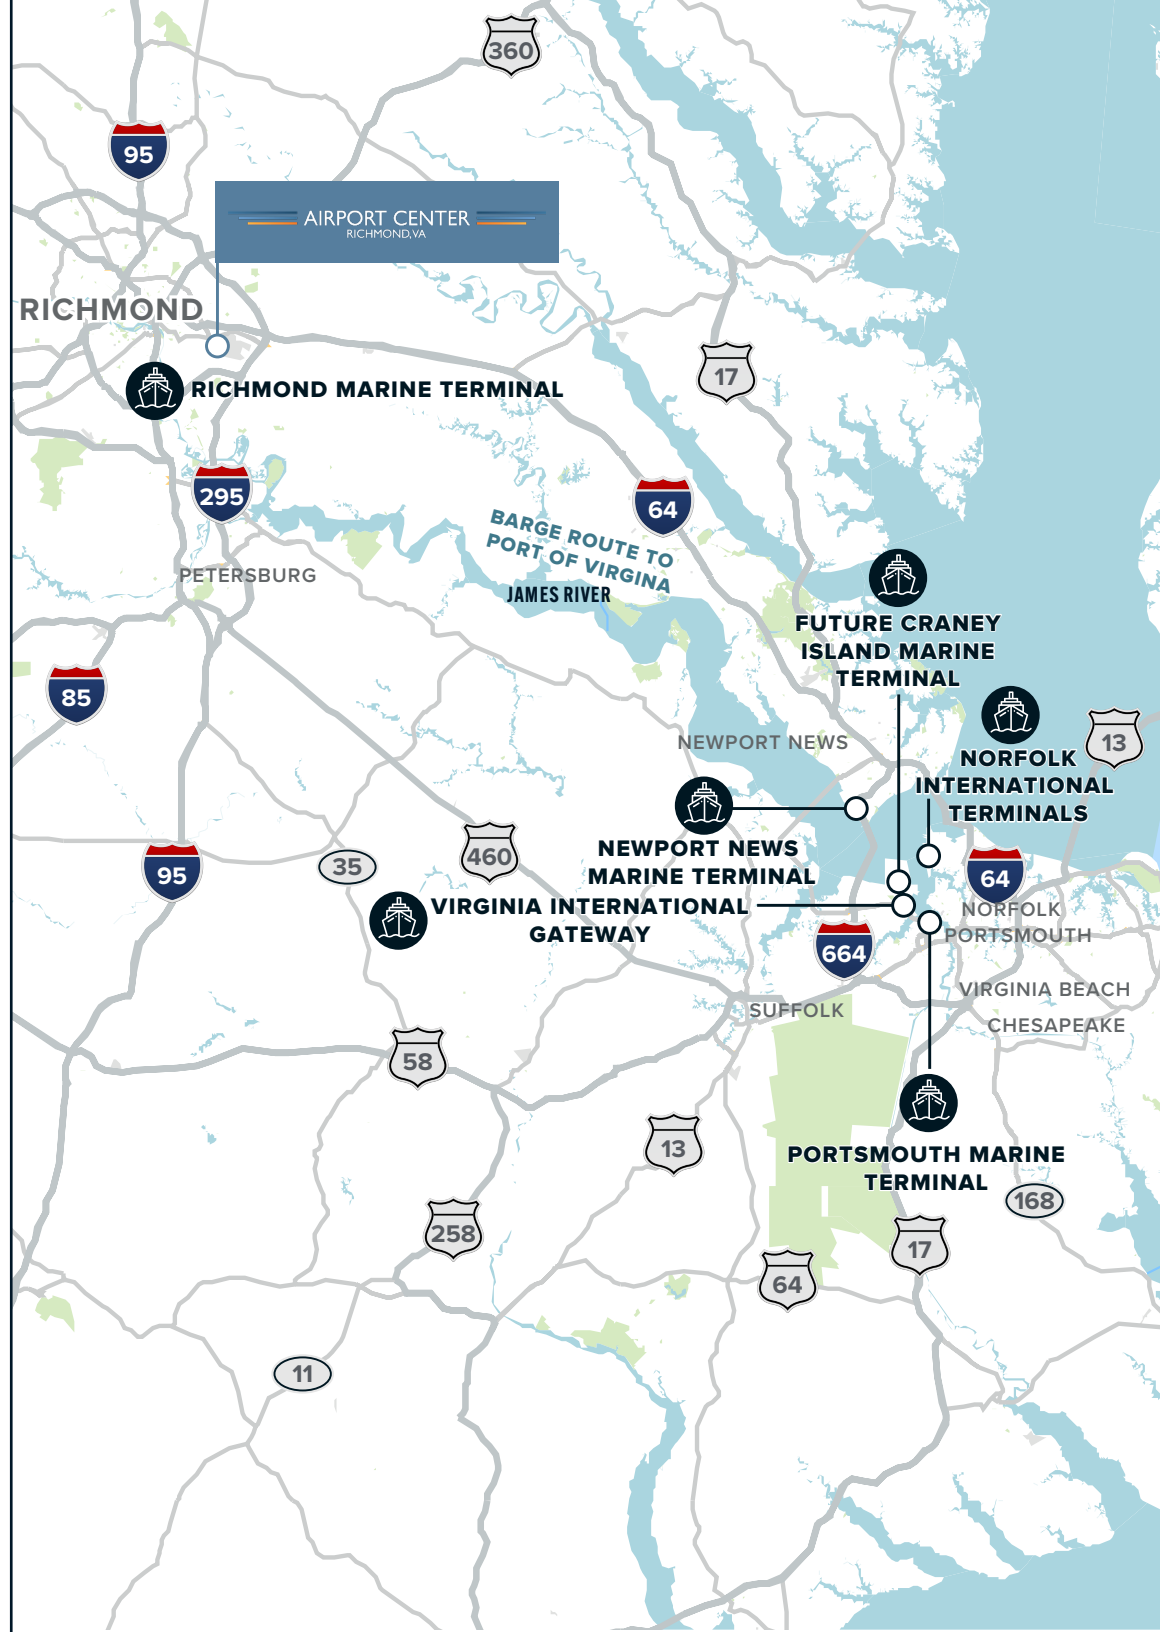 360
95
AIRPORT CENTER
RICHMOND, VA
RICHMOND
17
RICHMOND MARINE TERMINAL
295
64
BARGE ROUTE TO
PORT OF VIRGINA
JAMES RIVER
PETERSBURG
FUTURE CRANEY
ISLAND MARINE
TERMINAL
85
NEWPORT NEWS
13
NORFOLK
INTERNATIONAL
TERMINALS
NEWPORT NEWS
MARINE TERMINAL
460
35
95
64
VIRGINIA INTERNATIONAL
GATEWAY
NORFOLK
PORTSMOUTH
664
VIRGINIA BEACH
SUFFOLK
CHESAPEAKE
58
13
PORTSMOUTH MARINE
TERMINAL
168
258
17
64
11